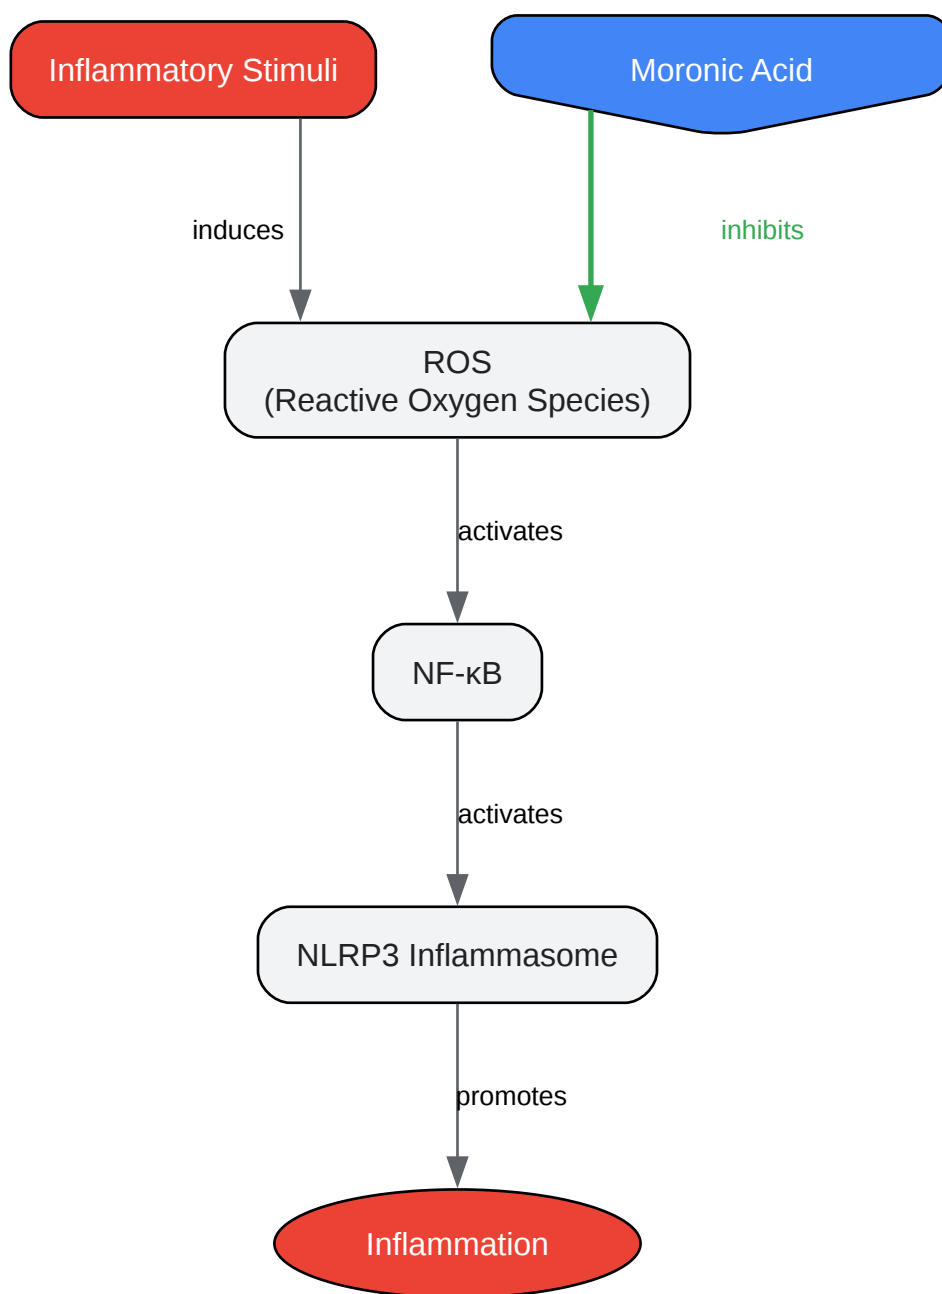 Inflammatory Stimuli
Moronic Acid
induces
inhibits
ROS
(Reactive Oxygen Species)
activates
NF-κB
activates
NLRP3 Inflammasome
promotes
Inflammation